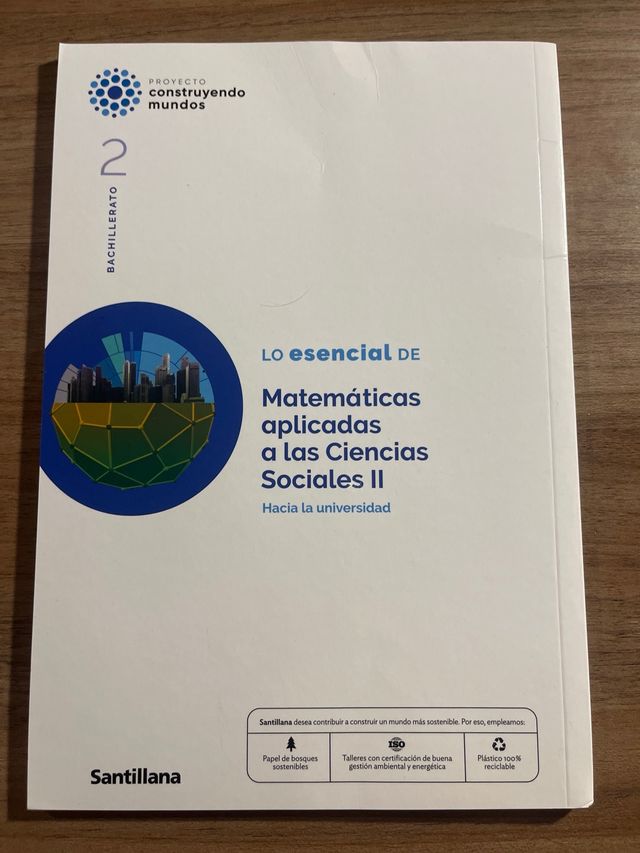 PROYECTO
construyendo
mundos
2
BACHILLERATO
LO esencial DE
Matemáticas
aplicadas
a las Ciencias
Sociales II
Hacia la universidad
Santillana desea contribuir a construir un mundo más sostenible. Por eso, empleamos:
Papel de bosques
sostenibles
ISO
Talleres con certificación de buena
gestión ambiental y energética
Plástico 100%
reciclable
Santillana